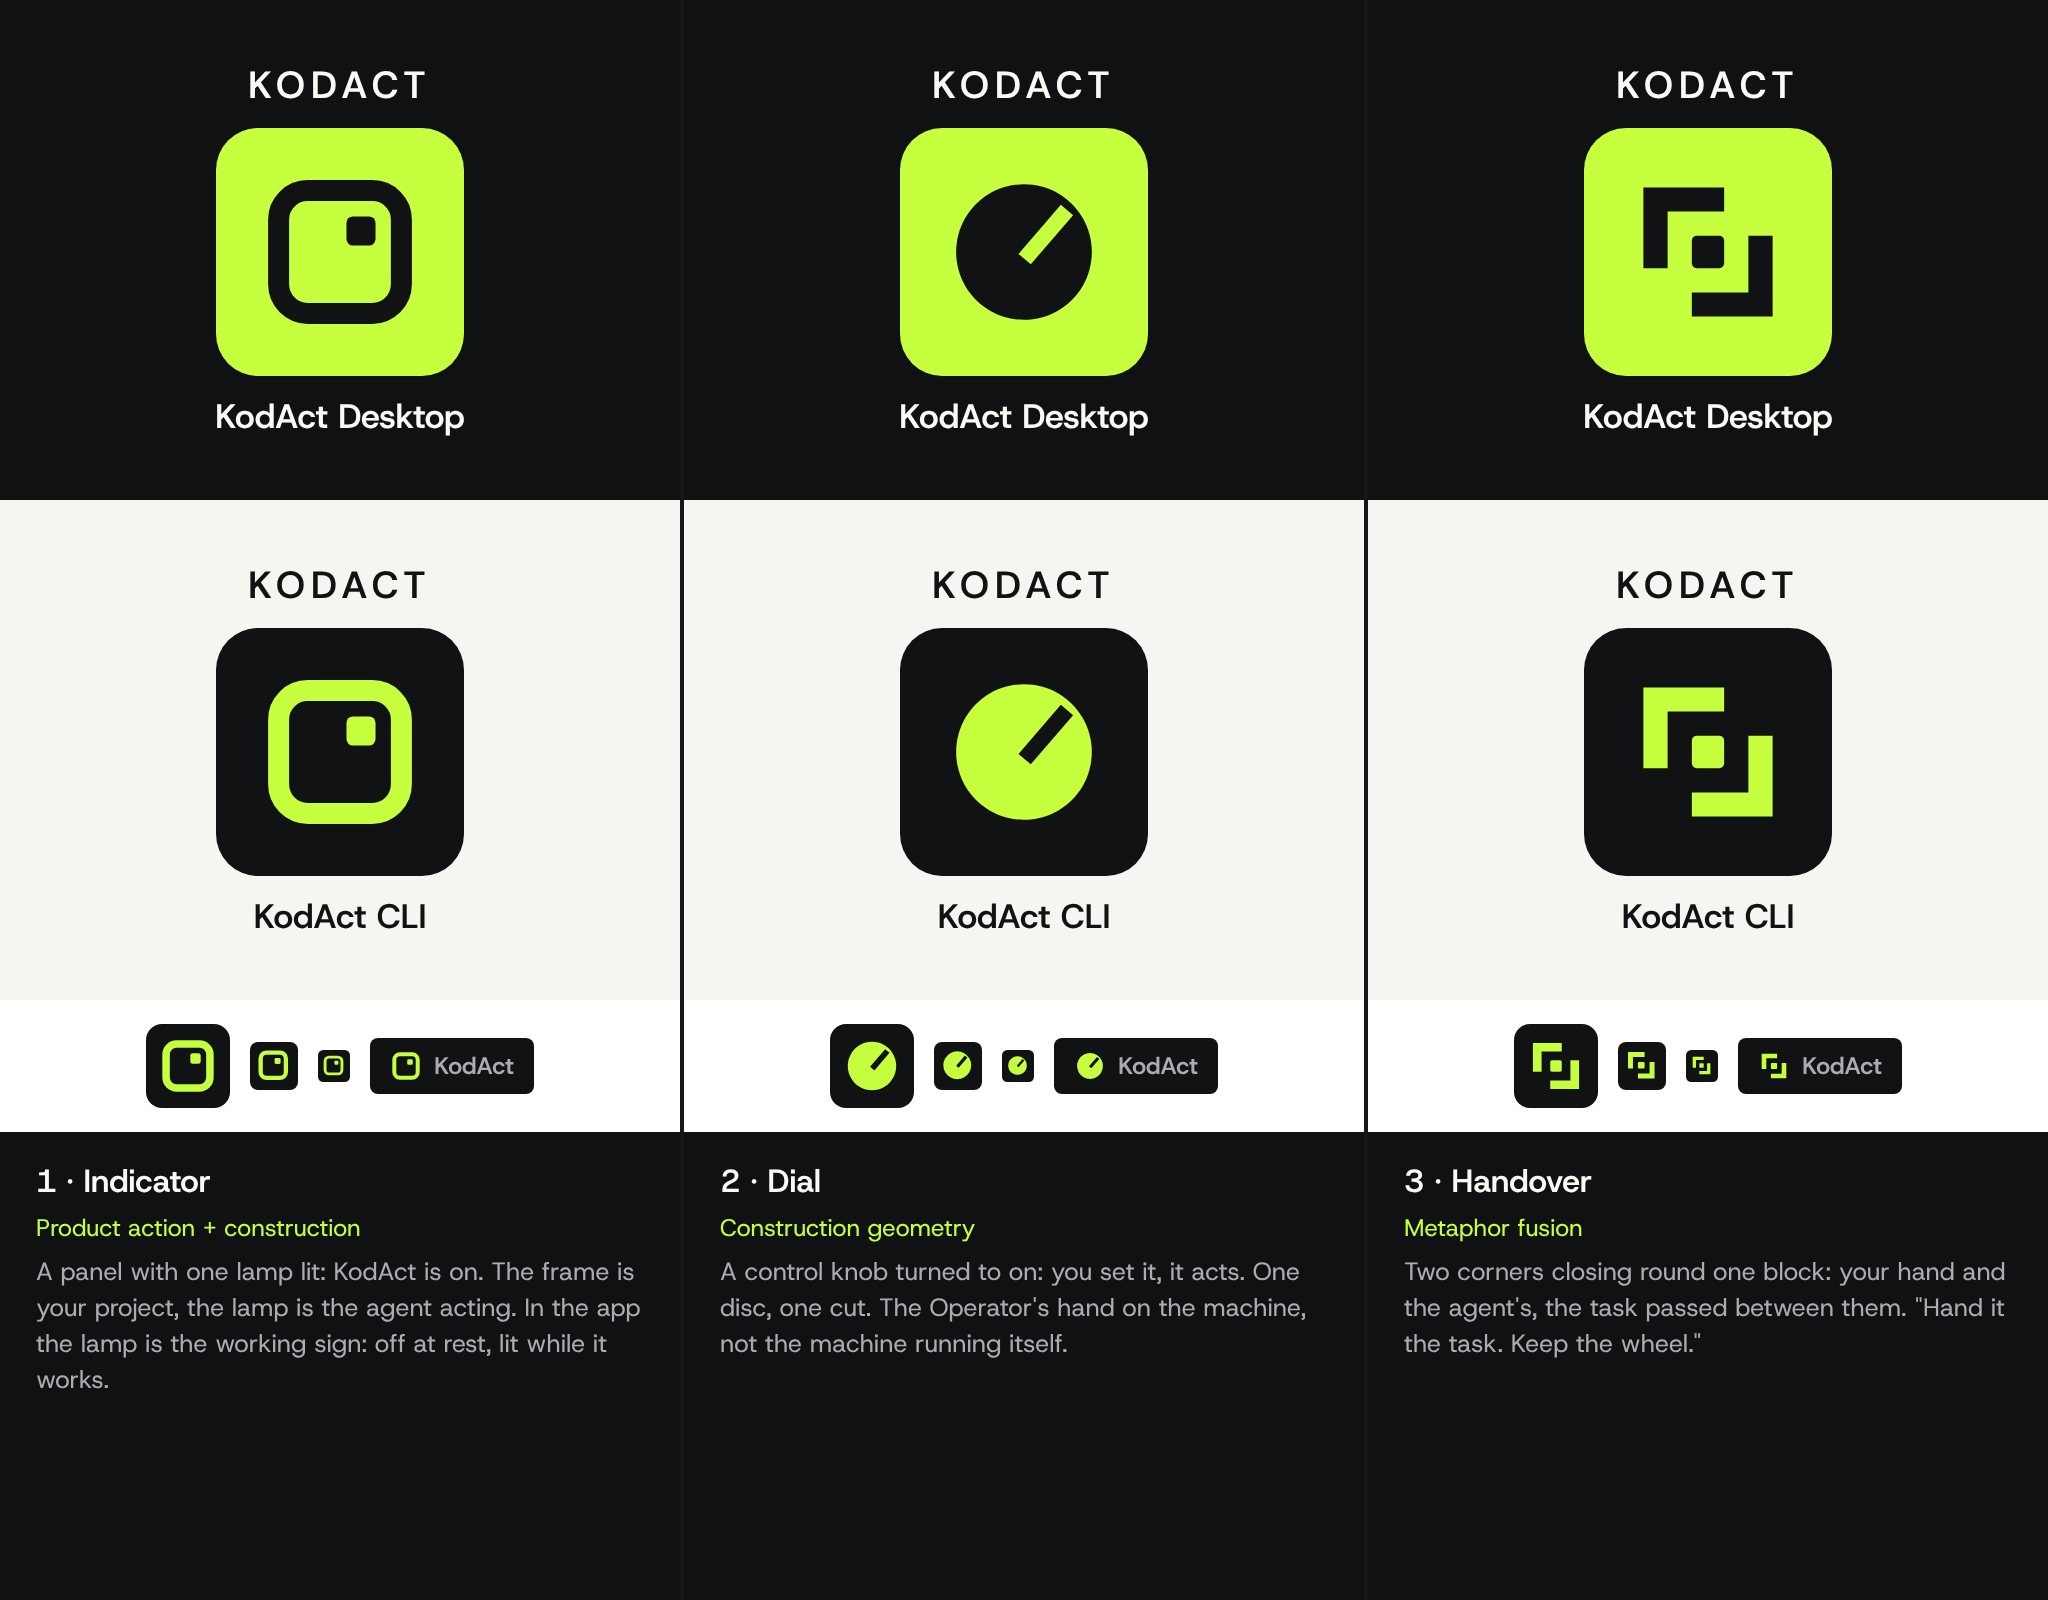 KODACT
KodAct Desktop
KODACT
KodAct Desktop
KODACT
KodAct Desktop
KODACT
KodAct CLI
KODACT
KodAct CLI
KODACT
KodAct CLI
KodAct
KodAct
KodAct
1 · Indicator
Product action + construction
A panel with one lamp lit: KodAct is on. The frame is
your project, the lamp is the agent acting. In the app
the lamp is the working sign: off at rest, lit while it
works.
2 · Dial
Construction geometry
A control knob turned to on: you set it, it acts. One
disc, one cut. The Operator's hand on the machine,
not the machine running itself.
3 · Handover
Metaphor fusion
Two corners closing round one block: your hand and
the agent's, the task passed between them. "Hand it
the task. Keep the wheel."